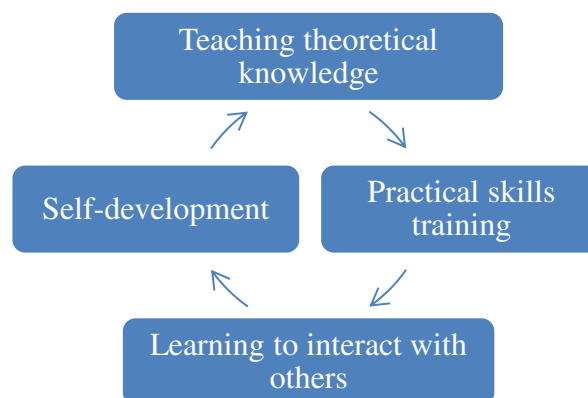 Teaching theoretical
knowledge
Self-development
Practical skills
training
Learning to interact with
others